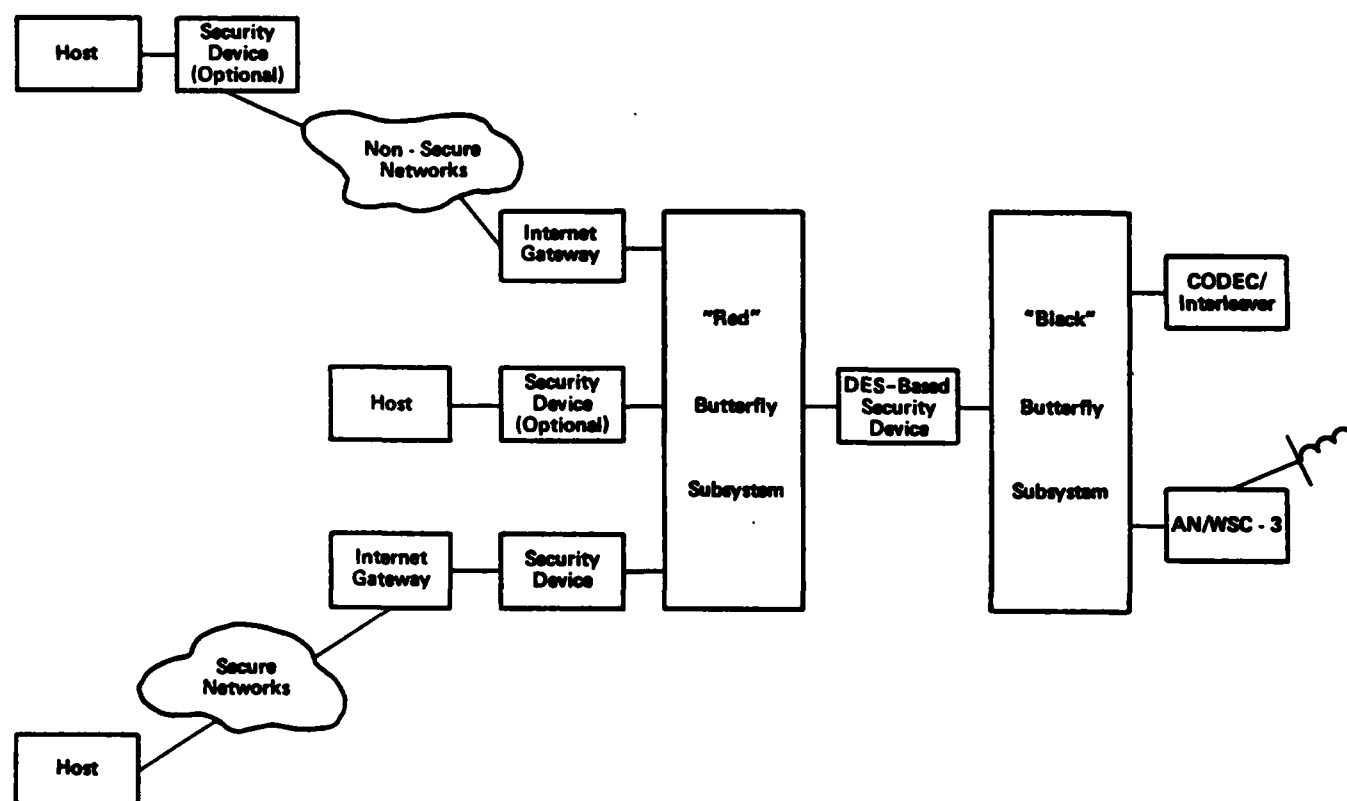 Host
Security
Device
(Optional)
Non - Secure
Networks
Internet
Gateway
"Red"
Butterfly
Subsystem
Host
Security
Device
(Optional)
DES-Based
Security
Device
"Black"
Butterfly
Subsystem
CODEC/
Interleaver
AN/WSC - 3
Internet
Gateway
Security
Device
Secure
Networks
Host